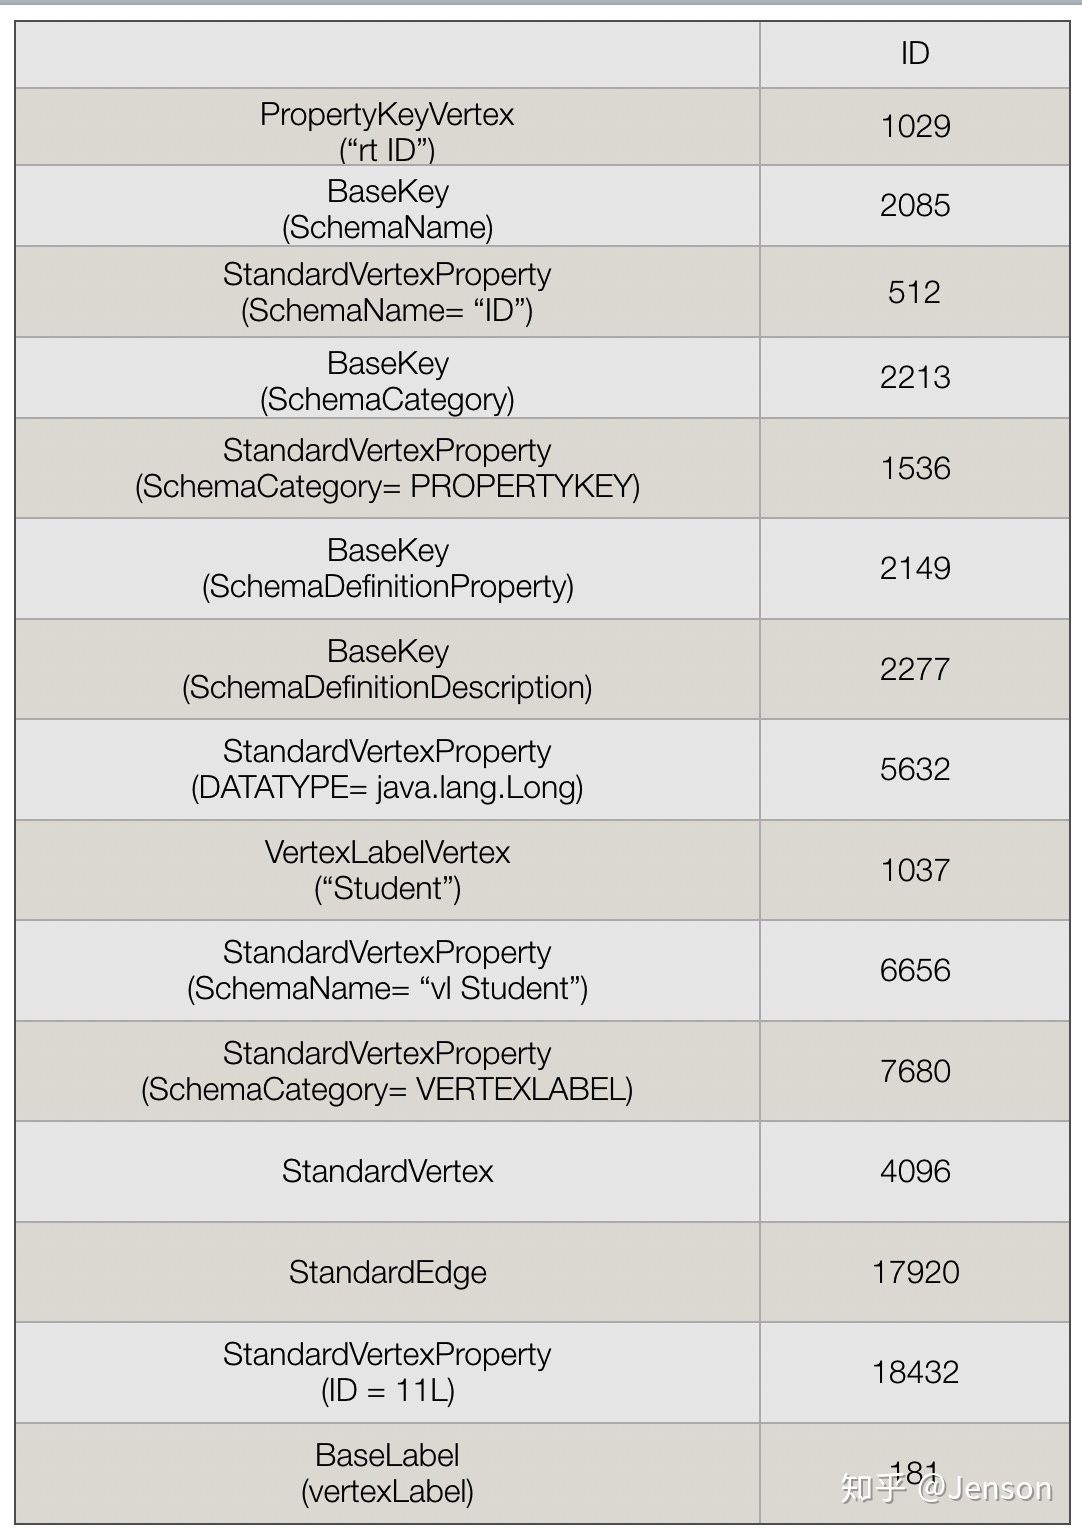 ID
PropertyKeyVertex
(“rt ID”)
1029
BaseKey
(SchemaName)
2085
StandardVertexProperty
(SchemaName= “ID”)
512
BaseKey
(SchemaCategory)
2213
StandardVertexProperty
(SchemaCategory= PROPERTYKEY)
1536
BaseKey
(SchemaDefinitionProperty)
2149
BaseKey
(SchemaDefinitionDescription)
2277
StandardVertexProperty
(DATATYPE= java.lang.Long)
5632
VertexLabelVertex
(“Student”)
1037
StandardVertexProperty
(SchemaName= “vl Student”)
6656
StandardVertexProperty
(SchemaCategory= VERTEXLABEL)
7680
StandardVertex
4096
StandardEdge
17920
StandardVertexProperty
(ID = 11L)
18432
BaseLabel
(vertexLabel)
181
知乎 @Jenson